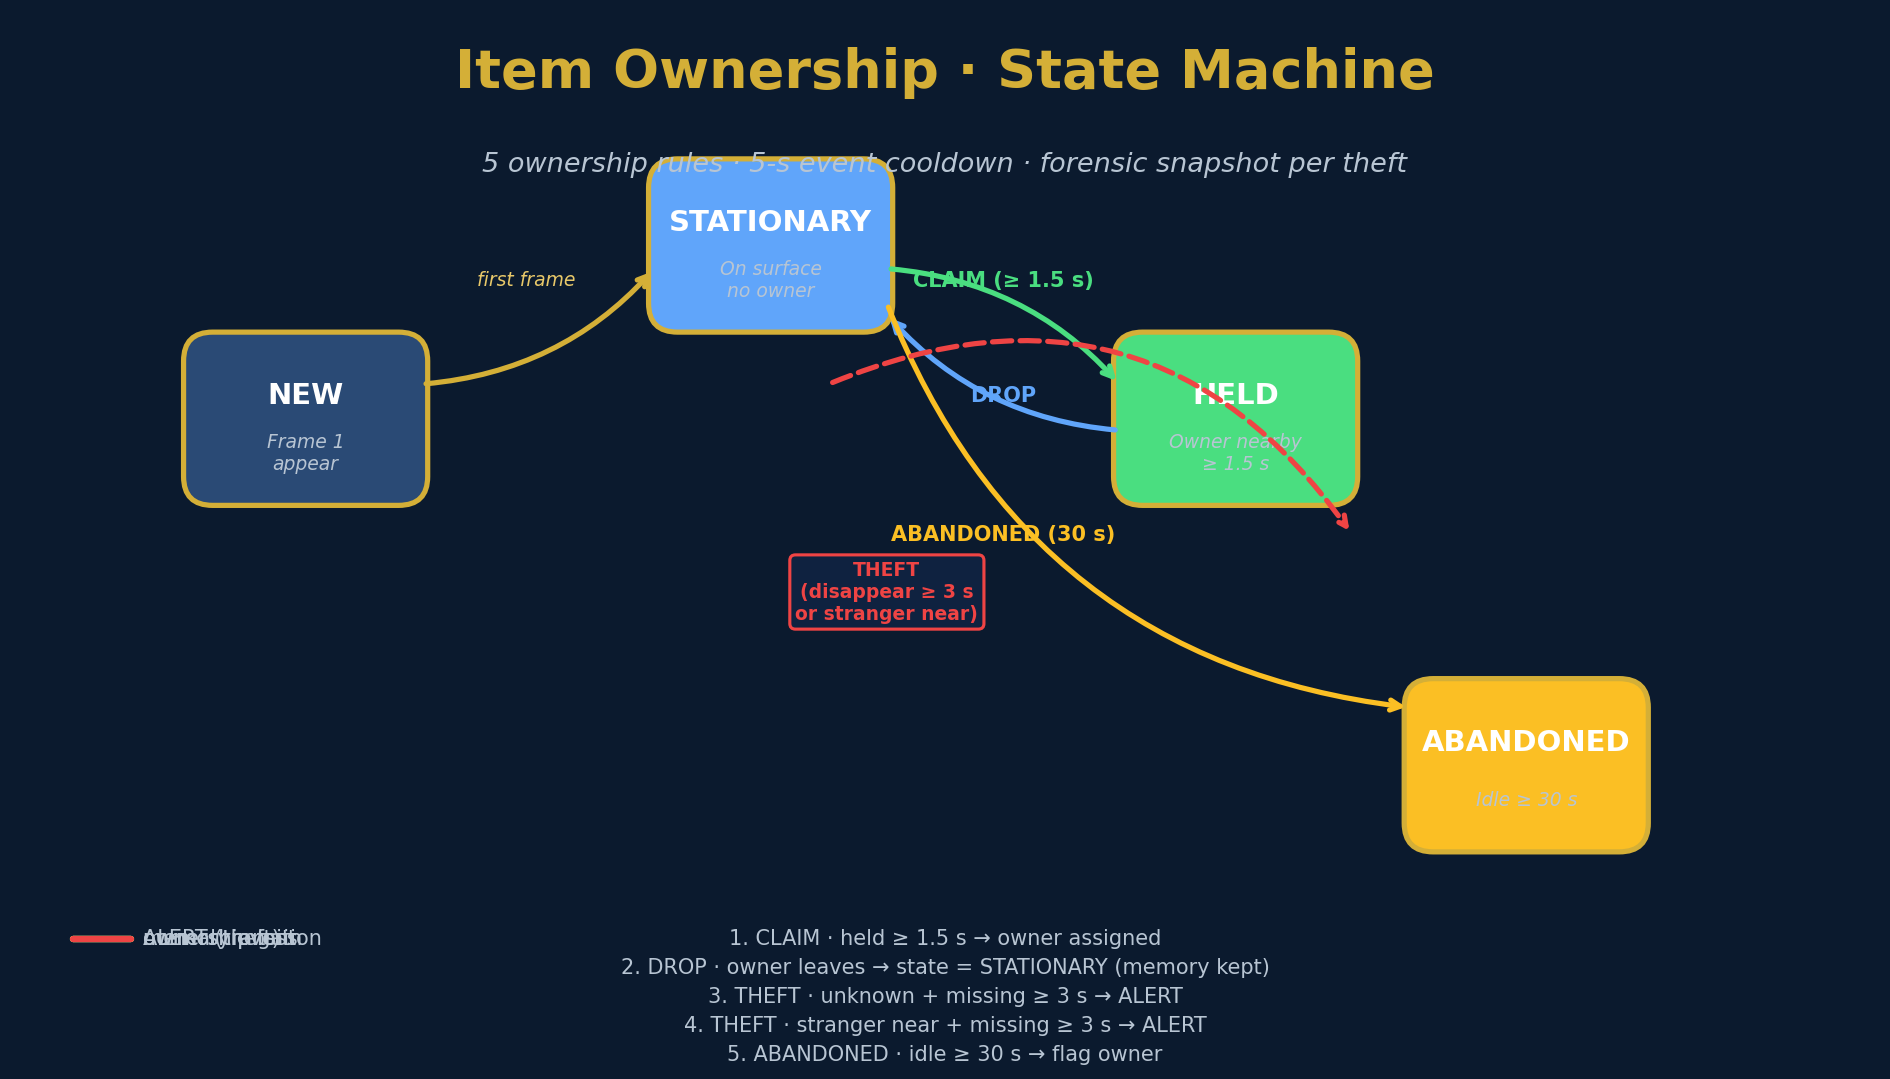 Item Ownership · State Machine
5 ownership rules · 5-s event cooldown · forensic snapshot per theft
STATIONARY
On surface
no owner
first frame
CLAIM (≥ 1.5 s)
NEW
Frame 1
appear
DROP
HELD
Owner nearby
≥ 1.5 s
ABANDONED (30 s)
THEFT
(disappear ≥ 3 s
or stranger near)
ABANDONED
Idle ≥ 30 s
1. CLAIM · held ≥ 1.5 s → owner assigned
2. DROP · owner leaves → state = STATIONARY (memory kept)
3. THEFT · unknown + missing ≥ 3 s → ALERT
4. THEFT · stranger near + missing ≥ 3 s → ALERT
5. ABANDONED · idle ≥ 30 s → flag owner